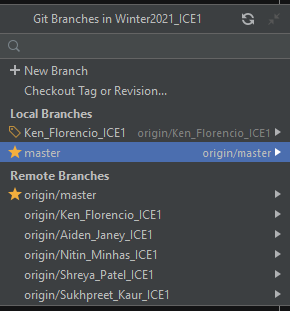 Git Branches in Winter2021_ICE1
New Branch
Checkout Tag or Revision...
Local Branches
Ken_Florencio_ICE1 origin/Ken_Florencio_ICE1
master origin/master
Remote Branches
origin/master
origin/Ken_Florencio_ICE1
origin/Aiden_Janey_ICE1
origin/Nitin_Minhas_ICE1
origin/Shreya_Patel_ICE1
origin/Sukhpreet_Kaur_ICE1